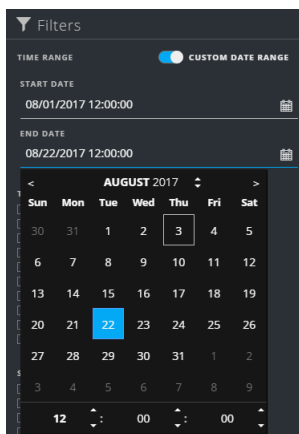 Filters
TIME RANGE CUSTOM DATE RANGE
START DATE
08/01/2017 12:00:00
END DATE
08/22/2017 12:00:00
< AUGUST 2017 >
Sun Mon Tue Wed Thu Fri Sat
30 31 1 2 3 4 5
6 7 8 9 10 11 12
13 14 15 16 17 18 19
20 21 22 23 24 25 26
27 28 29 30 31 1 2
3 4 5 6 7 8 9
12 : 00 : 00